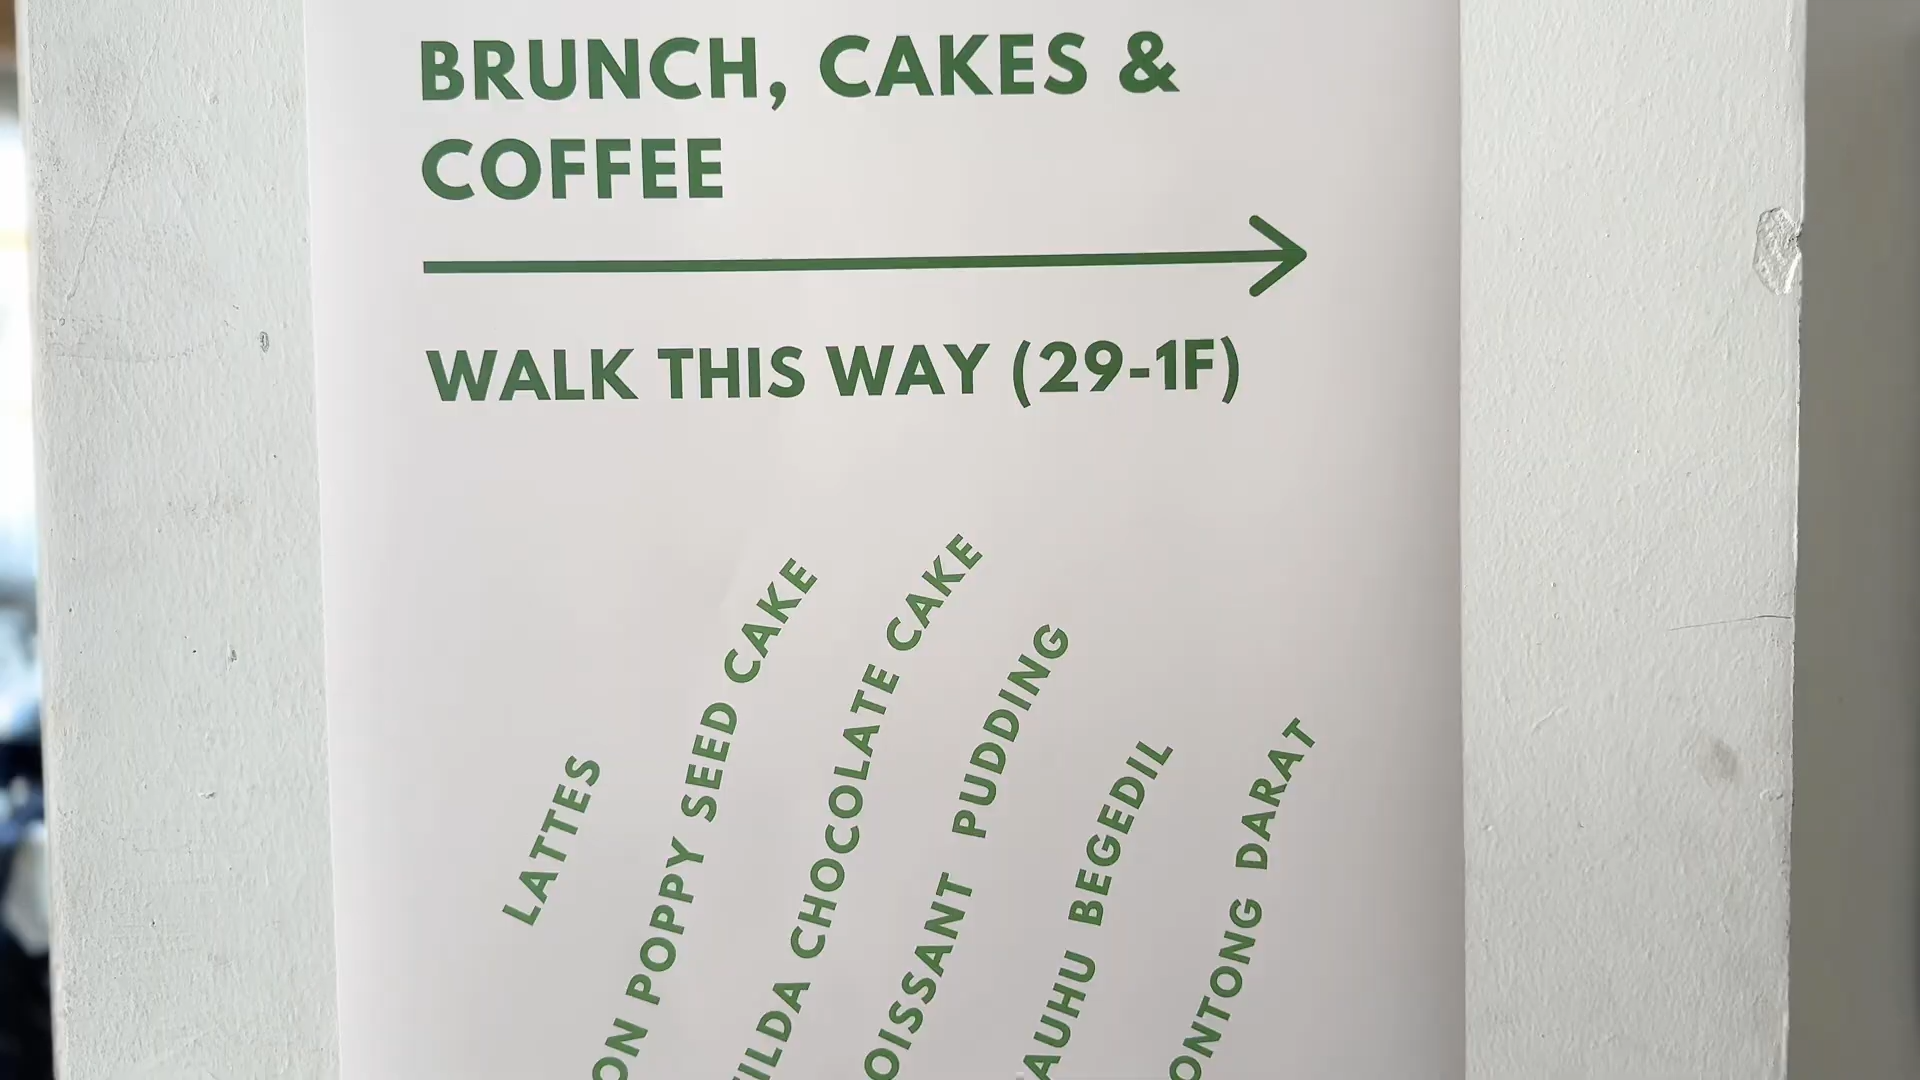 BRUNCH, CAKES &
COFFEE
WALK THIS WAY (29-1F)
LATTES
ON POPPY SEED CAKE
ILDA CHOCOLATE CAKE
OISSANT PUDDING
AUHU BEGEDIL
ONTONG DARAT